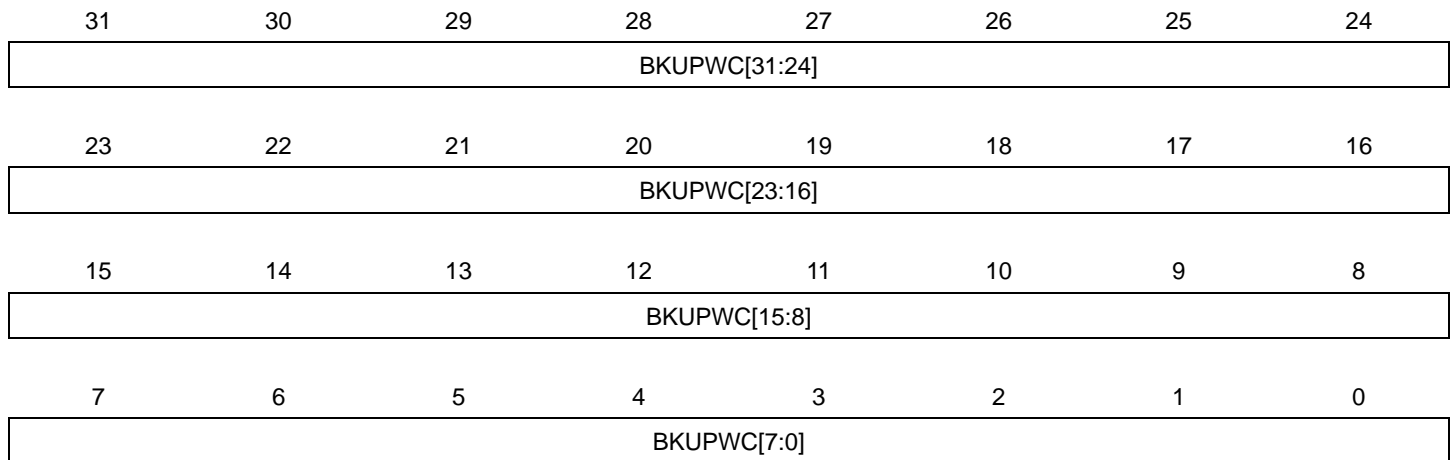 31 30 29 28 27 26 25 24
BKUPWC[31:24]
23 22 21 20 19 18 17 16
BKUPWC[23:16]
15 14 13 12 11 10 9 8
BKUPWC[15:8]
7 6 5 4 3 2 1 0
BKUPWC[7:0]